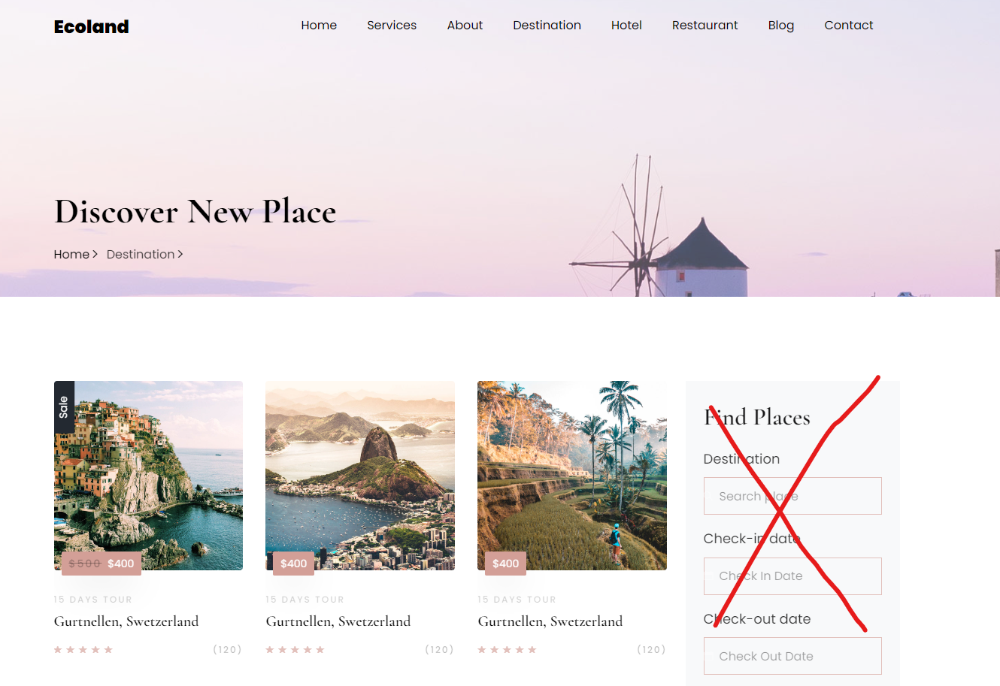 Ecoland
Home Services About Destination Hotel Restaurant Blog Contact
Discover New Place
Home > Destination >
Sale
$500 $400
15 DAYS TOUR
Gurtnellen, Swetzerland
(120)
$400
15 DAYS TOUR
Gurtnellen, Swetzerland
(120)
$400
15 DAYS TOUR
Gurtnellen, Swetzerland
(120)
Find Places
Destination
Search place
Check-in date
Check In Date
Check-out date
Check Out Date